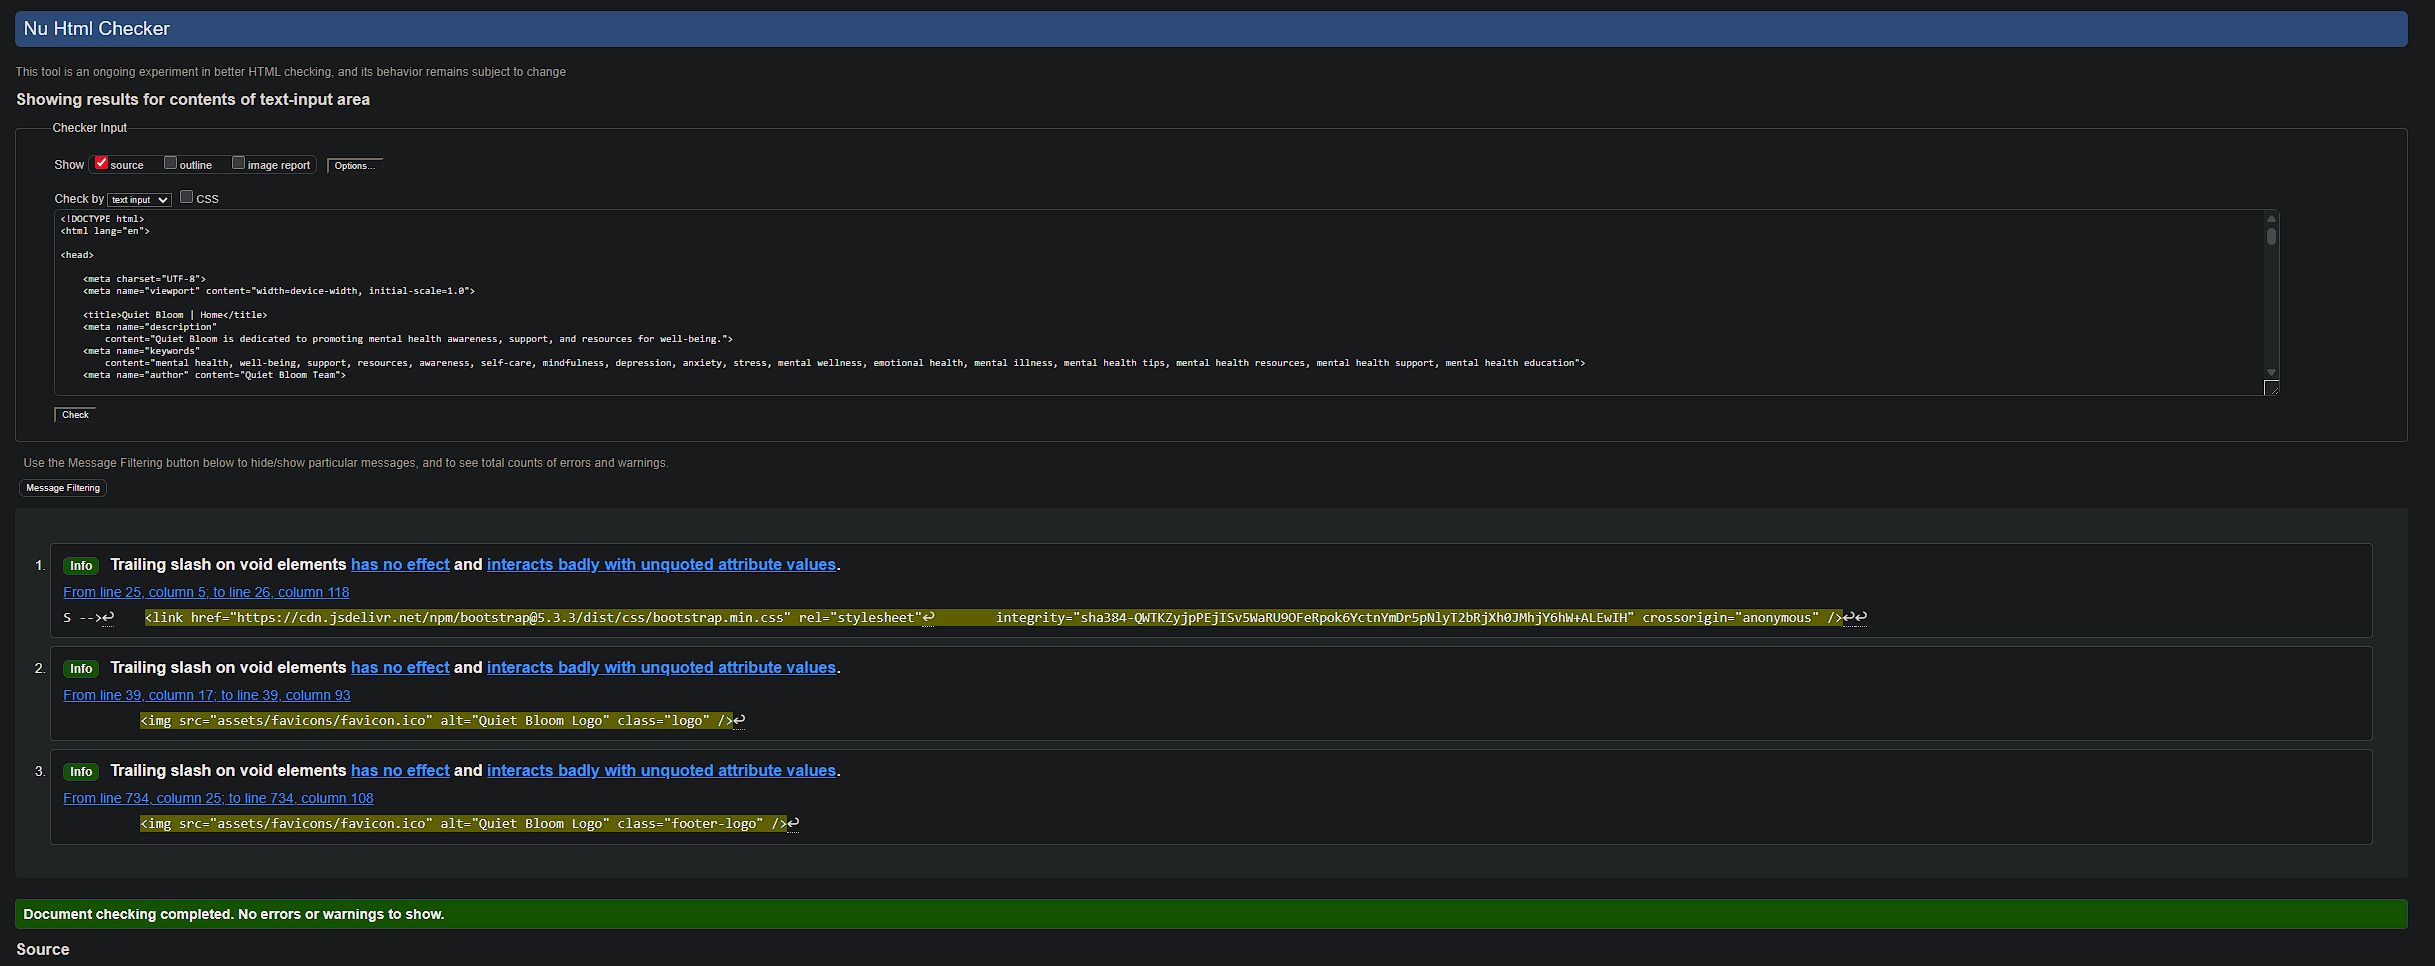 Nu Html Checker
This tool is an ongoing experiment in better HTML checking, and its behavior remains subject to change
Showing results for contents of text-input area
Checker Input
Show source outline image report Options...
Check by text input CSS
<!DOCTYPE html>
<html lang="en">
<head>
<meta charset="UTF-8">
<meta name="viewport" content="width=device-width, initial-scale=1.0">
<title>Quiet Bloom | Home</title>
<meta name="description"
content="Quiet Bloom is dedicated to promoting mental health awareness, support, and resources for well-being.">
<meta name="keywords"
content="mental health, well-being, support, resources, awareness, self-care, mindfulness, depression, anxiety, stress, mental wellness, emotional health, mental illness, mental health tips, mental health resources, mental health support, mental health education">
<meta name="author" content="Quiet Bloom Team">
Check
Use the Message Filtering button below to hide/show particular messages, and to see total counts of errors and warnings.
Message Filtering
1. Info Trailing slash on void elements has no effect and interacts badly with unquoted attribute values.
From line 25, column 5; to line 26, column 118
S -->↩ <link href="https://cdn.jsdelivr.net/npm/bootstrap@5.3.3/dist/css/bootstrap.min.css" rel="stylesheet"↩ integrity="sha384-QWTKZyjpPEjISv5WaRU9OFeRpok6YctnYmDr5pNlyT2bRjXh0JMhjY6hW+ALEwIH" crossorigin="anonymous" />↩↩
2. Info Trailing slash on void elements has no effect and interacts badly with unquoted attribute values.
From line 39, column 17; to line 39, column 93
<img src="assets/favicons/favicon.ico" alt="Quiet Bloom Logo" class="logo" />↩
3. Info Trailing slash on void elements has no effect and interacts badly with unquoted attribute values.
From line 734, column 25; to line 734, column 108
<img src="assets/favicons/favicon.ico" alt="Quiet Bloom Logo" class="footer-logo" />↩
Document checking completed. No errors or warnings to show.
Source